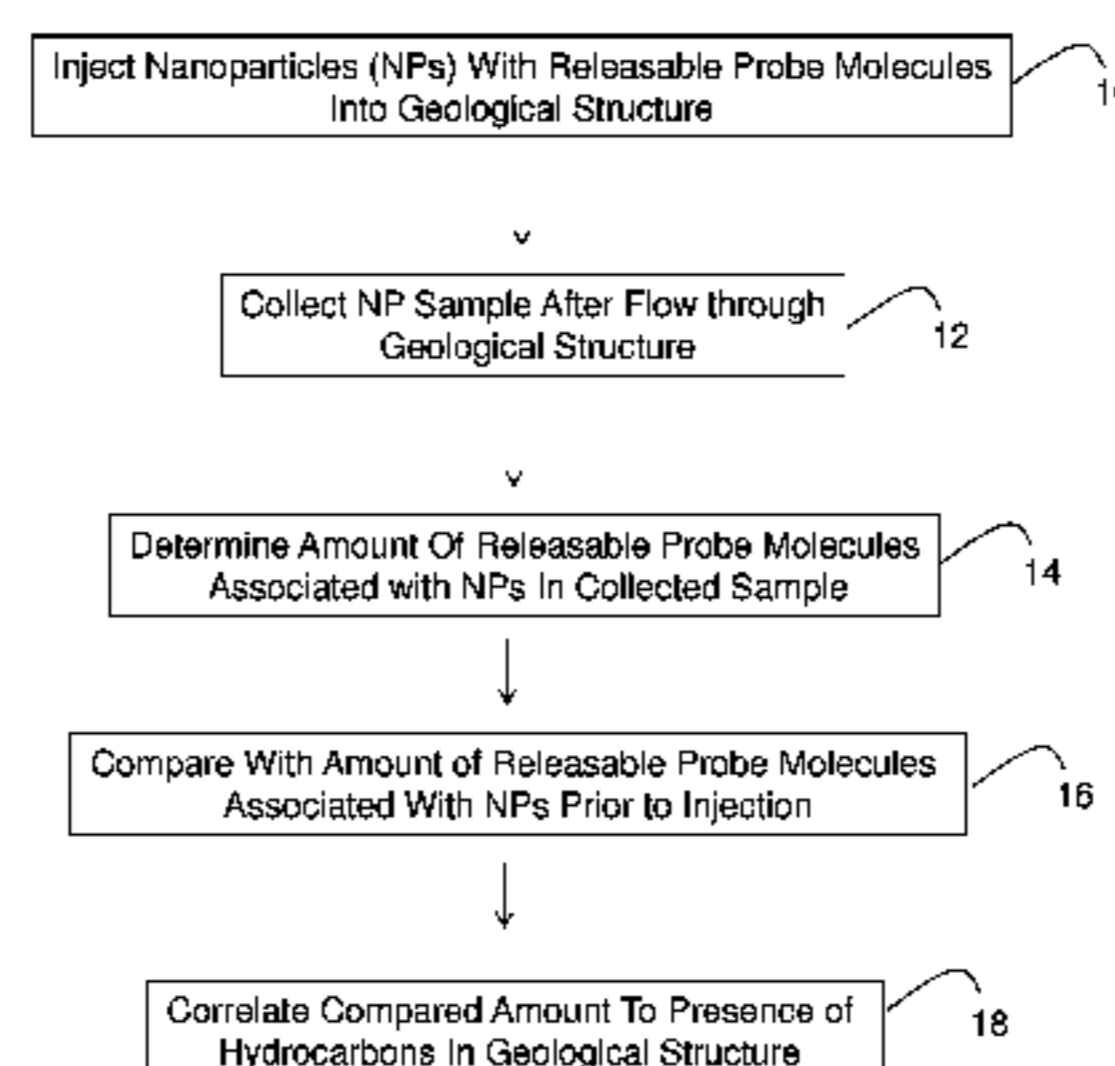 Inject Nanoparticles (NPs) With Releasable Probe Molecules
Into Geological Structure
Collect NP Sample After Flow through
Geological Structure
12
Determine Amount Of Releasable Probe Molecules
Associated with NPs In Collected Sample
14
Compare With Amount of Releasable Probe Molecules
Associated With NPs Prior to Injection
16
Correlate Compared Amount To Presence of
Hydrocarbons In Geological Structure
18